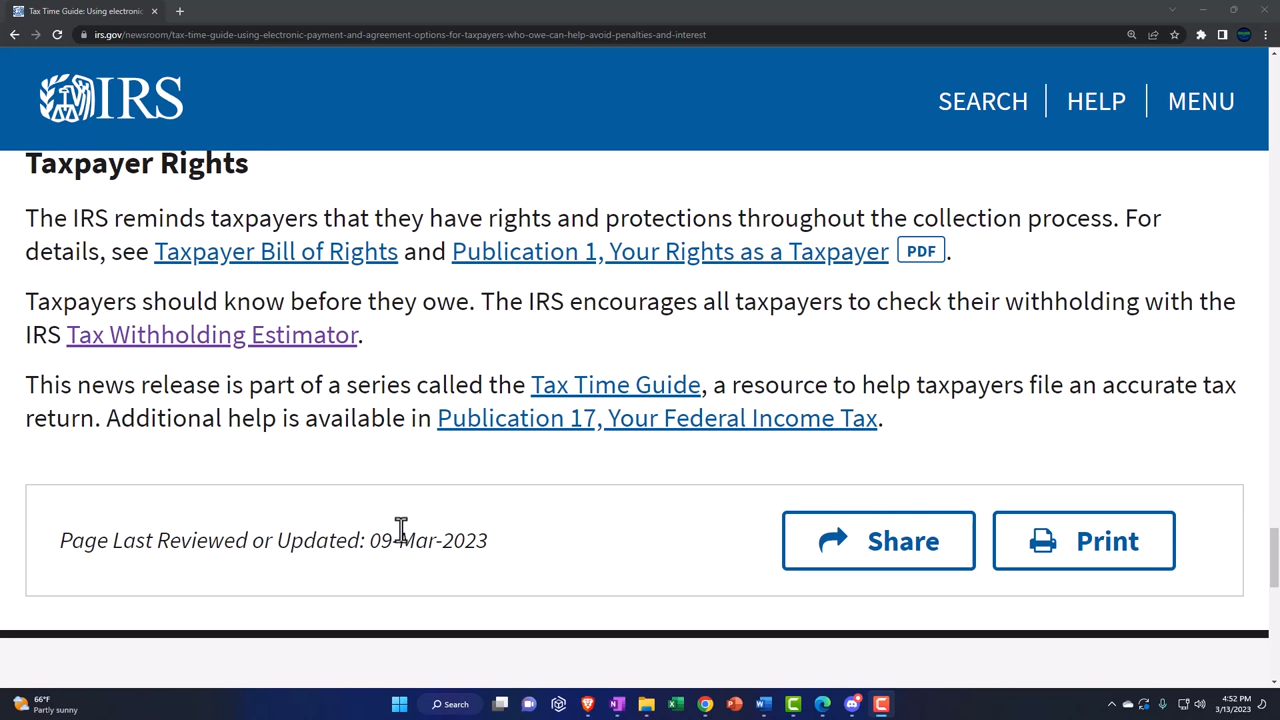 Tax Time Guide: Using electronic
irs.gov/newsroom/tax-time-guide-using-electronic-payment-and-agreement-options-for-taxpayers-who-owe-can-help-avoid-penalties-and-interest
IRS
SEARCH
HELP
MENU
Taxpayer Rights
The IRS reminds taxpayers that they have rights and protections throughout the collection process. For
details, see Taxpayer Bill of Rights and Publication 1, Your Rights as a Taxpayer PDF.
Taxpayers should know before they owe. The IRS encourages all taxpayers to check their withholding with the
IRS Tax Withholding Estimator.
This news release is part of a series called the Tax Time Guide, a resource to help taxpayers file an accurate tax
return. Additional help is available in Publication 17, Your Federal Income Tax.
Page Last Reviewed or Updated: 09-Mar-2023
Share
Print
66°F
Partly sunny
Search
4:52 PM
3/13/2023